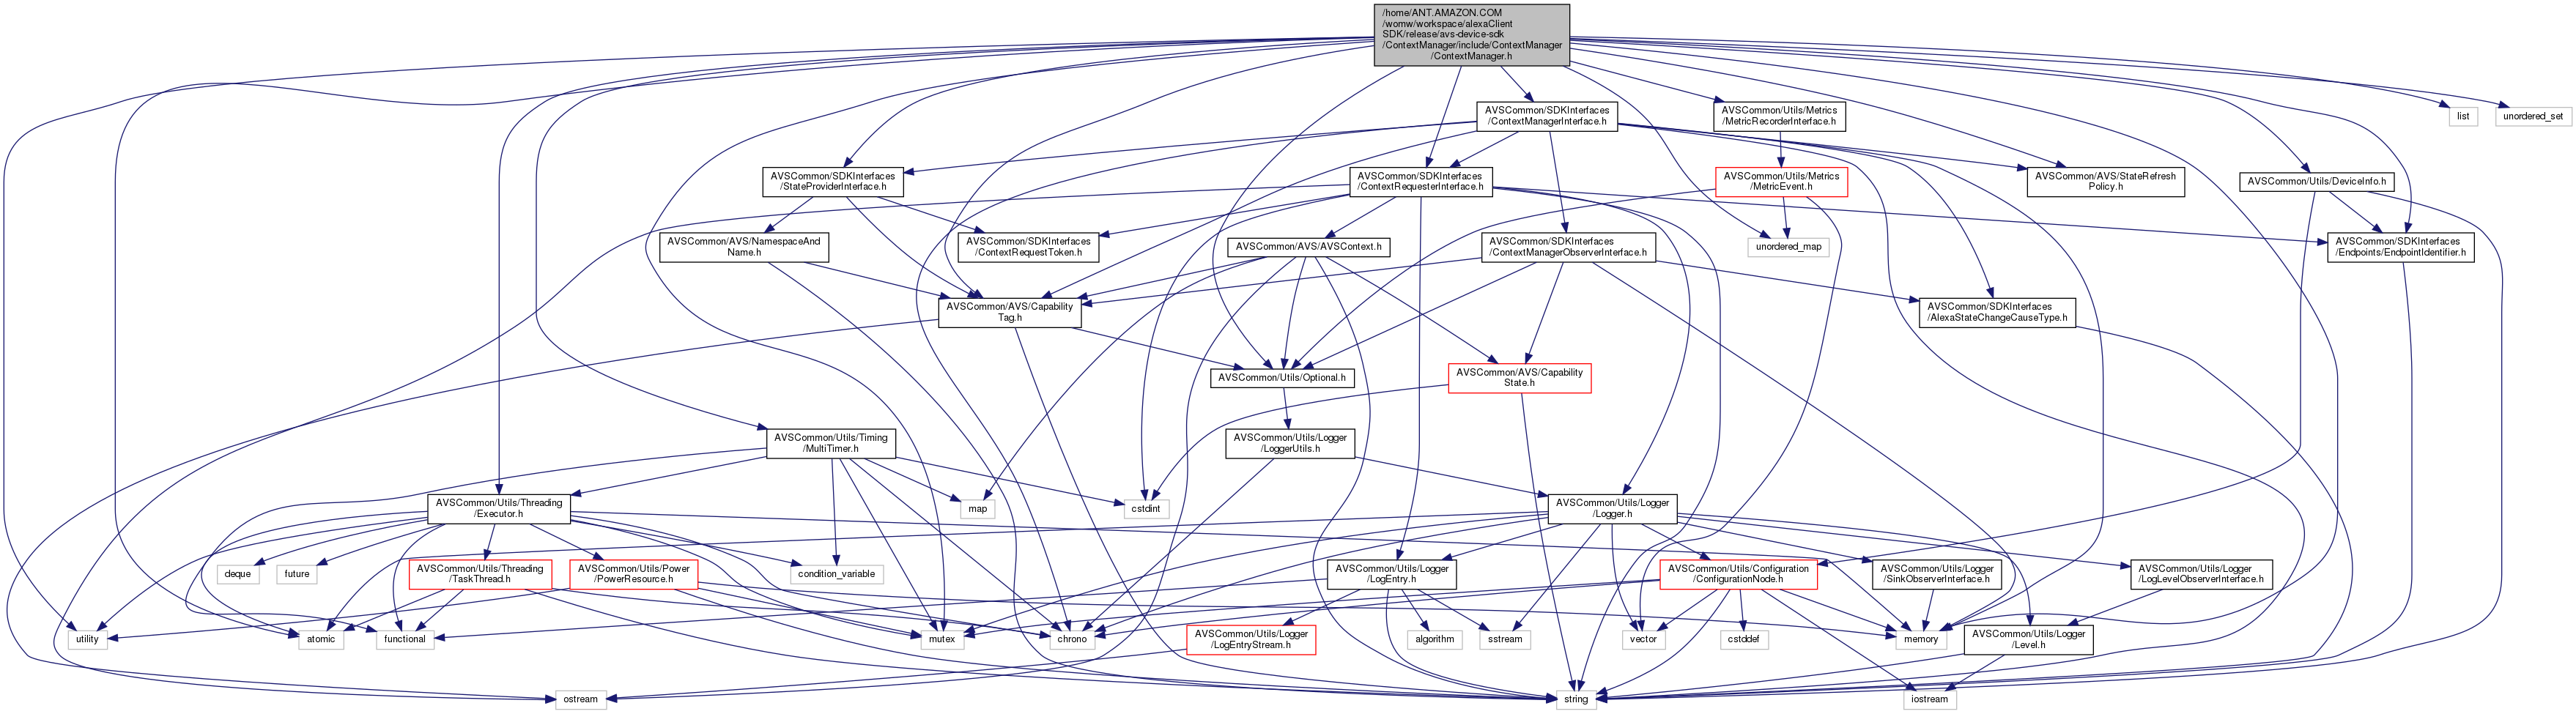 /home/ANT.AMAZON.COM
/womw/workspace/alexaClient
SDK/release/avs-device-sdk
/ContextManager/include/ContextManager
/ContextManager.h
AVSCommon/SDKInterfaces
/ContextManagerInterface.h
AVSCommon/Utils/Metrics
/MetricRecorderInterface.h
list
unordered_set
AVSCommon/SDKInterfaces
/StateProviderInterface.h
AVSCommon/SDKInterfaces
/ContextRequesterInterface.h
AVSCommon/Utils/Metrics
/MetricEvent.h
AVSCommon/AVS/StateRefresh
Policy.h
AVSCommon/Utils/DeviceInfo.h
AVSCommon/AVS/NamespaceAnd
Name.h
AVSCommon/SDKInterfaces
/ContextRequestToken.h
AVSCommon/AVS/AVSContext.h
AVSCommon/SDKInterfaces
/ContextManagerObserverInterface.h
unordered_map
AVSCommon/SDKInterfaces
/Endpoints/EndpointIdentifier.h
AVSCommon/AVS/Capability
Tag.h
AVSCommon/SDKInterfaces
/AlexaStateChangeCauseType.h
AVSCommon/Utils/Optional.h
AVSCommon/AVS/Capability
State.h
AVSCommon/Utils/Timing
/MultiTimer.h
AVSCommon/Utils/Logger
/LoggerUtils.h
AVSCommon/Utils/Threading
/Executor.h
map
cstdint
AVSCommon/Utils/Logger
/Logger.h
deque
future
AVSCommon/Utils/Threading
/TaskThread.h
AVSCommon/Utils/Power
/PowerResource.h
condition_variable
AVSCommon/Utils/Logger
/LogEntry.h
AVSCommon/Utils/Configuration
/ConfigurationNode.h
AVSCommon/Utils/Logger
/SinkObserverInterface.h
AVSCommon/Utils/Logger
/LogLevelObserverInterface.h
utility
atomic
functional
mutex
chrono
AVSCommon/Utils/Logger
/LogEntryStream.h
algorithm
sstream
vector
cstddef
memory
AVSCommon/Utils/Logger
/Level.h
ostream
string
iostream